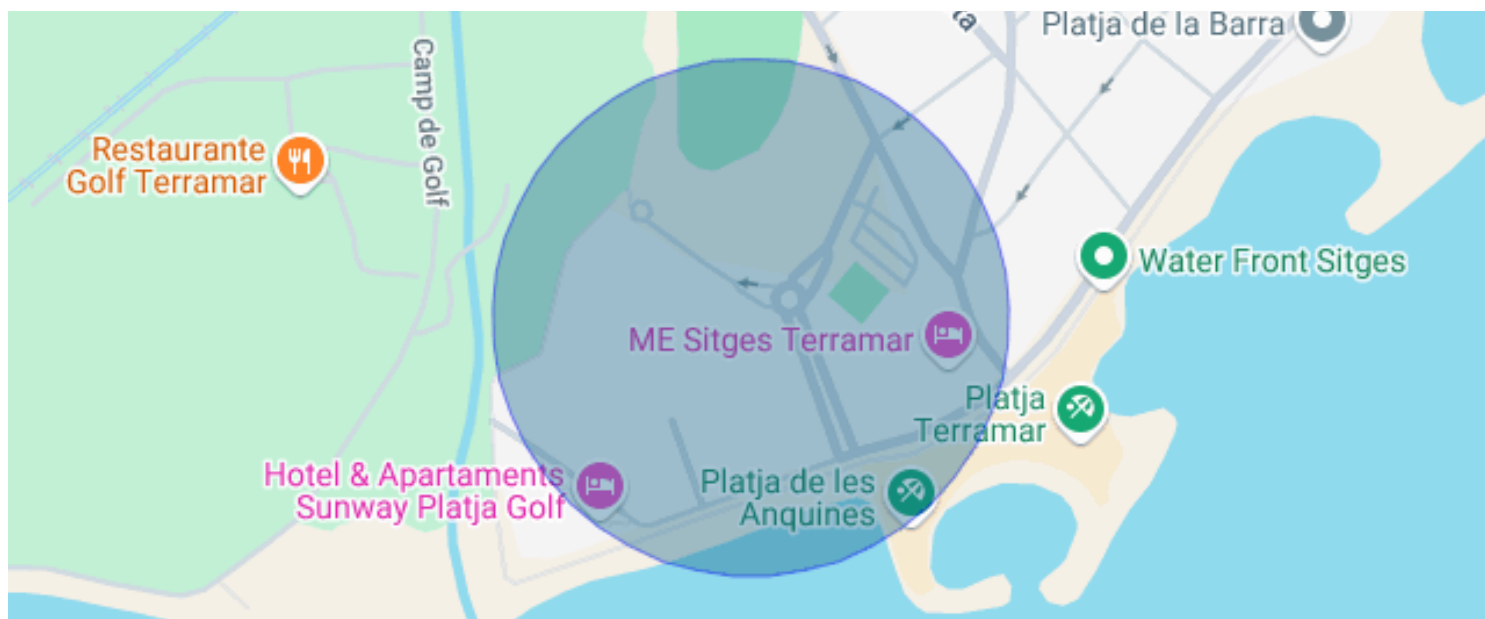 Platja de la Barra
Camp de Golf
Restaurante
Golf Terramar
Water Front Sitges
ME Sitges Terramar
Platja
Terramar
Hotel & Apartaments
Sunway Platja Golf
Platja de les
Anquines